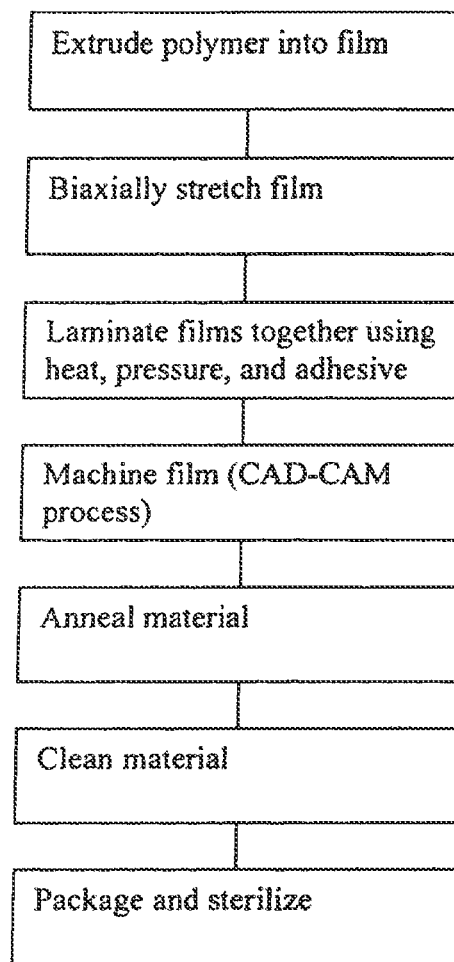 Extrude polymer into film
Biaxially stretch film
Laminate films together using
heat, pressure, and adhesive
Machine film (CAD-CAM
process)
Anneal material
Clean material
Package and sterilize